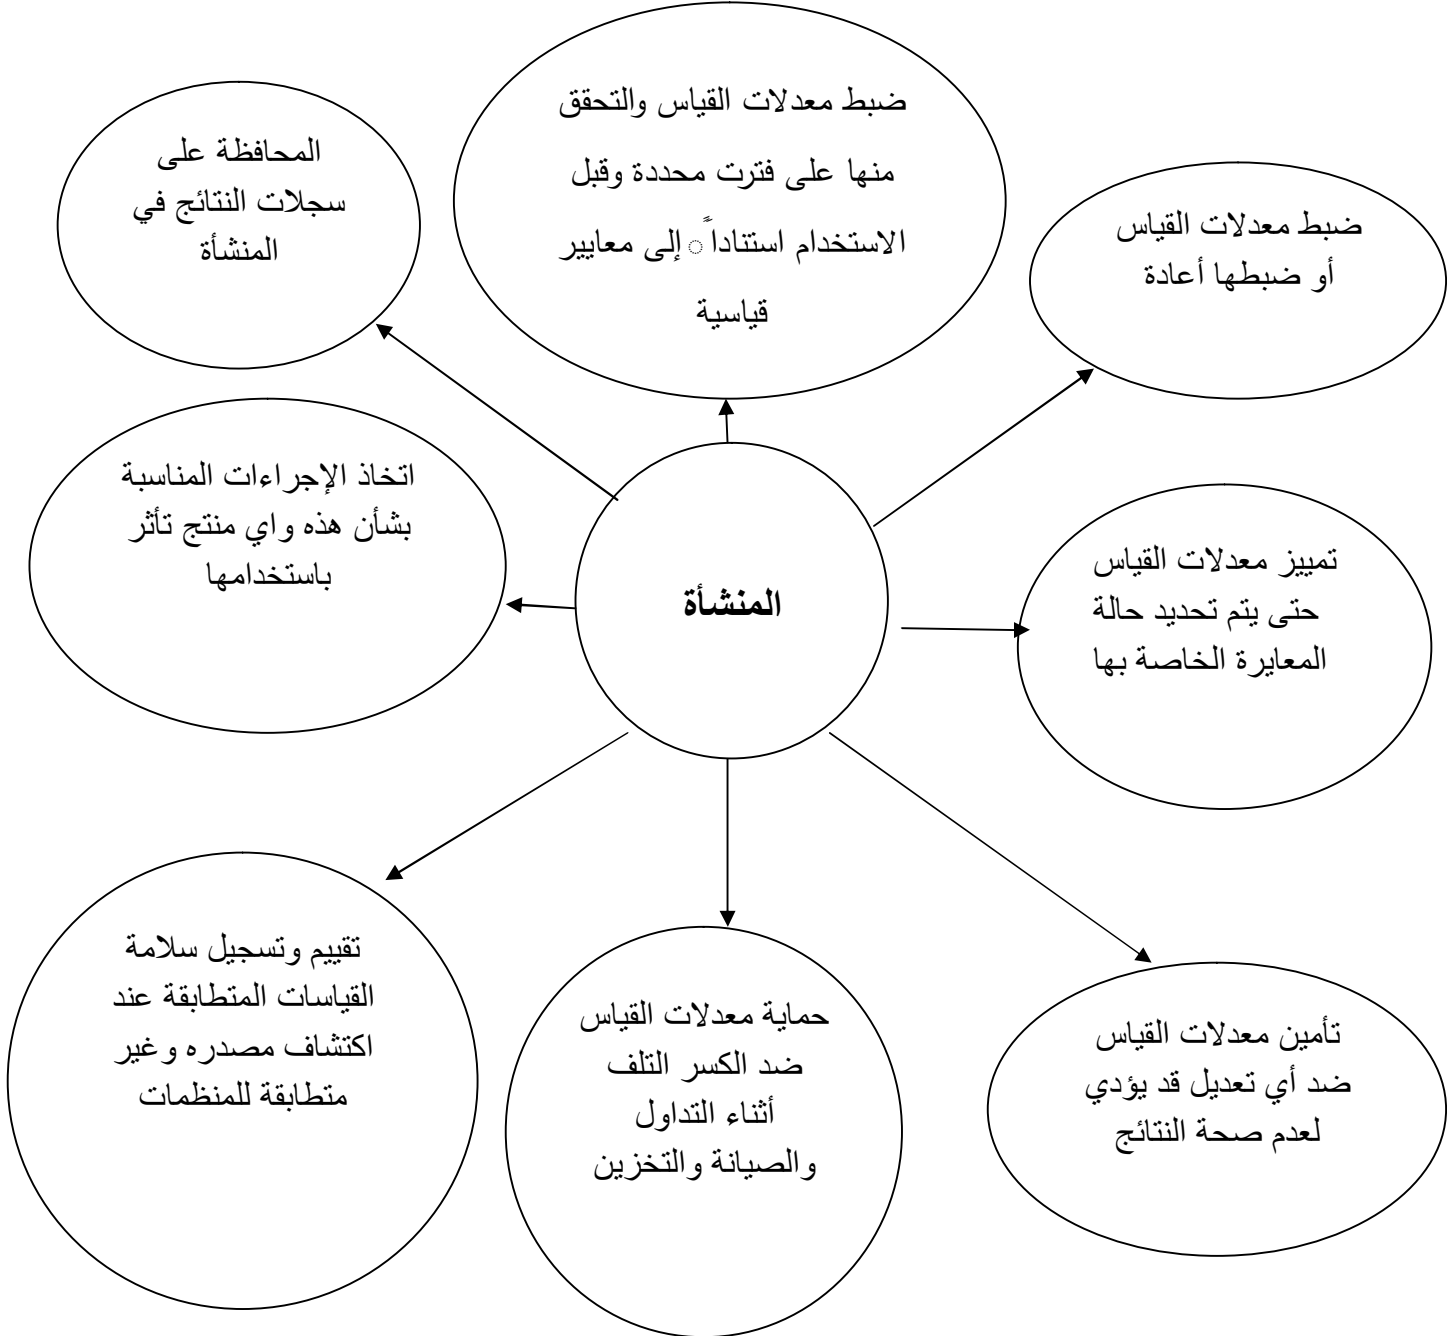 ضبط معدلات القياس والتحقق
منها على فترت محددة وقبل
الاستخدام استناداً ً إلى معايير
قياسية
ضبط معدلات القياس
أو ضبطها أعادة
المحافظة على
سجلات النتائج في
المنشأة
تمييز معدلات القياس
حتى يتم تحديد حالة
المعايرة الخاصة بها
المنشأة
اتخاذ الإجراءات المناسبة
بشأن هذه واي منتج تأثر
باستخدامها
تأمين معدلات القياس
ضد أي تعديل قد يؤدي
لعدم صحة النتائج
حماية معدلات القياس
ضد الكسر التلف
أثناء التداول
والصيانة والتخزين
تقييم وتسجيل سلامة
القياسات المتطابقة عند
اكتشاف مصدره وغير
متطابقة للمنظمات